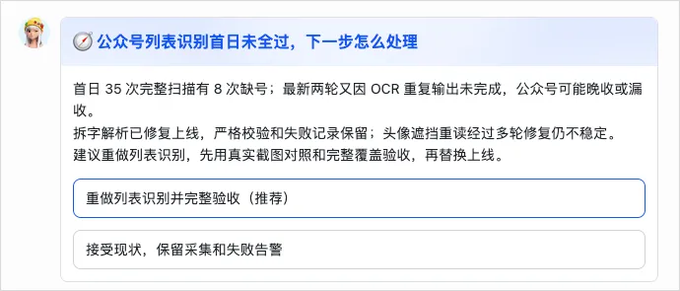 🧭 公众号列表识别首日未全过，下一步怎么处理
首日 35 次完整扫描有 8 次缺号；最新两轮又因 OCR 重复输出未完成，公众号可能晚收或漏
收。
拆字解析已修复上线，严格校验和失败记录保留；头像遮挡重读经过多轮修复仍不稳定。
建议重做列表识别，先用真实截图对照和完整覆盖验收，再替换上线。
重做列表识别并完整验收（推荐）
接受现状，保留采集和失败告警